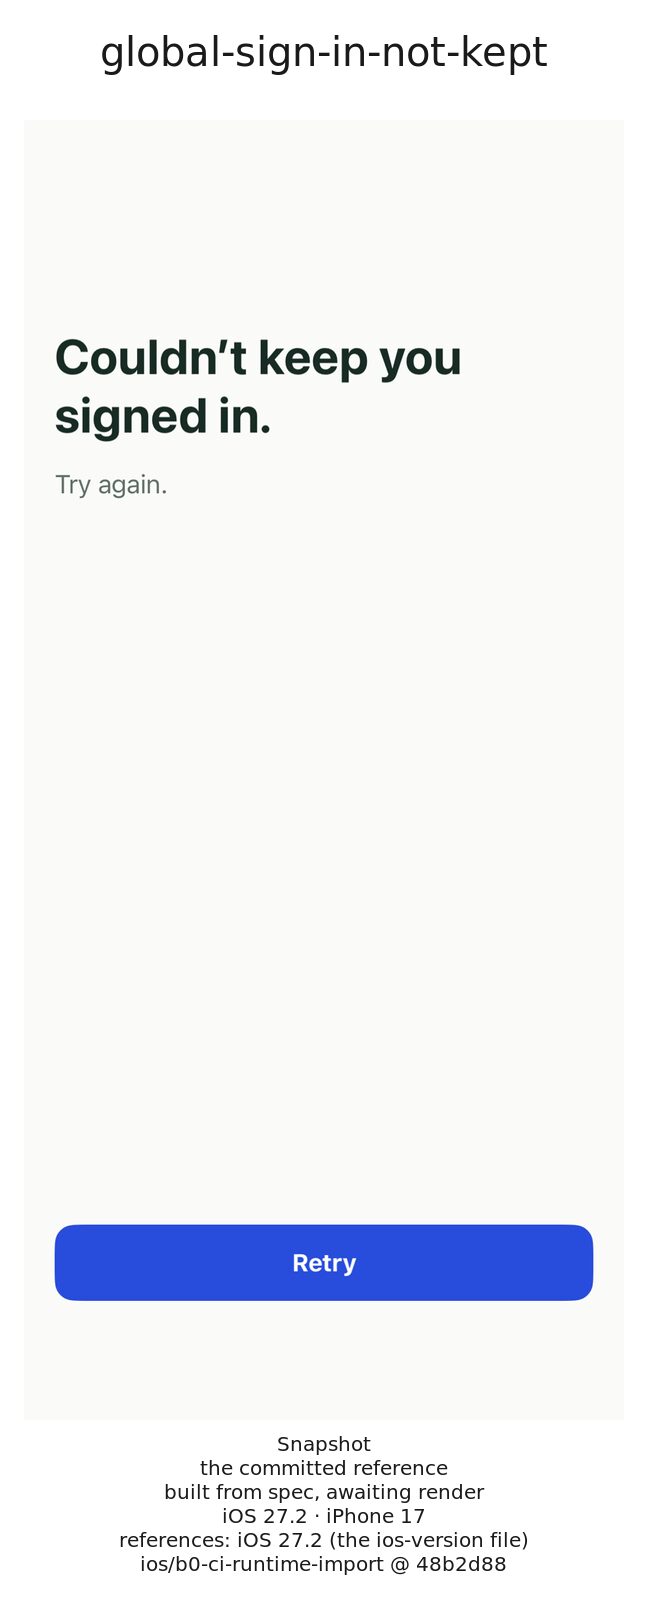 global-sign-in-not-kept
Couldn’t keep you
signed in.
Try again.
Retry
Snapshot
the committed reference
built from spec, awaiting render
iOS 27.2 · iPhone 17
references: iOS 27.2 (the ios-version file)
ios/b0-ci-runtime-import @ 48b2d88